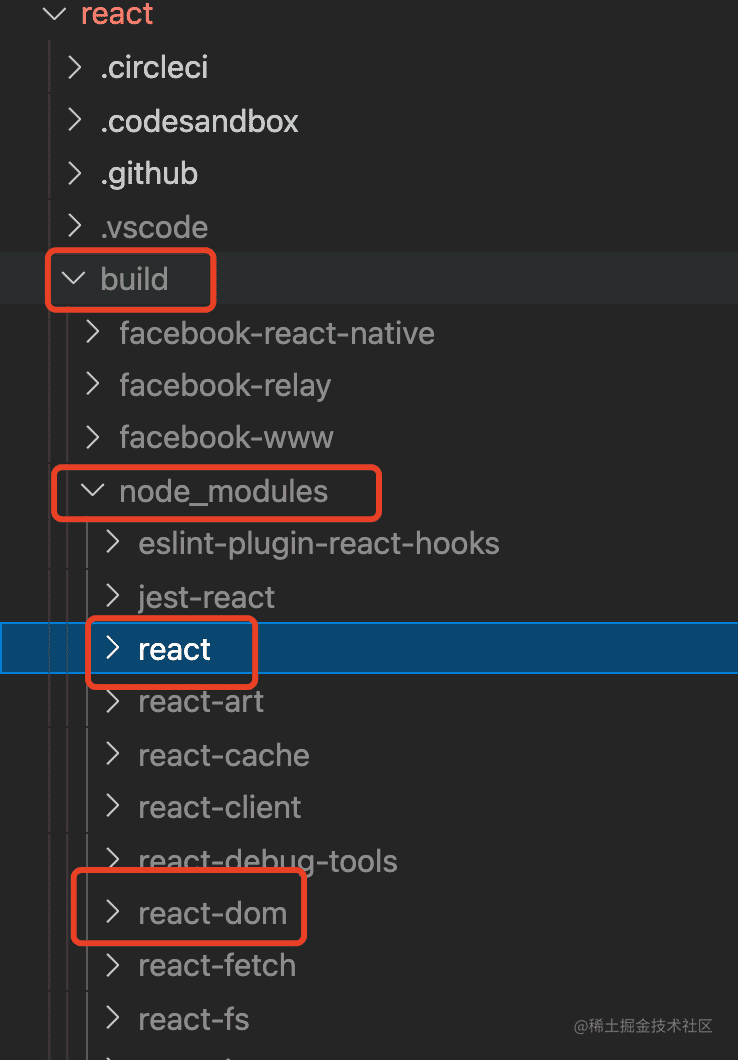 react
.circleci
.codesandbox
.github
.vscode
build
facebook-react-native
facebook-relay
facebook-www
node_modules
eslint-plugin-react-hooks
jest-react
react
react-art
react-cache
react-client
react-debug-tools
react-dom
react-fetch
react-fs
@稀土掘金技术社区